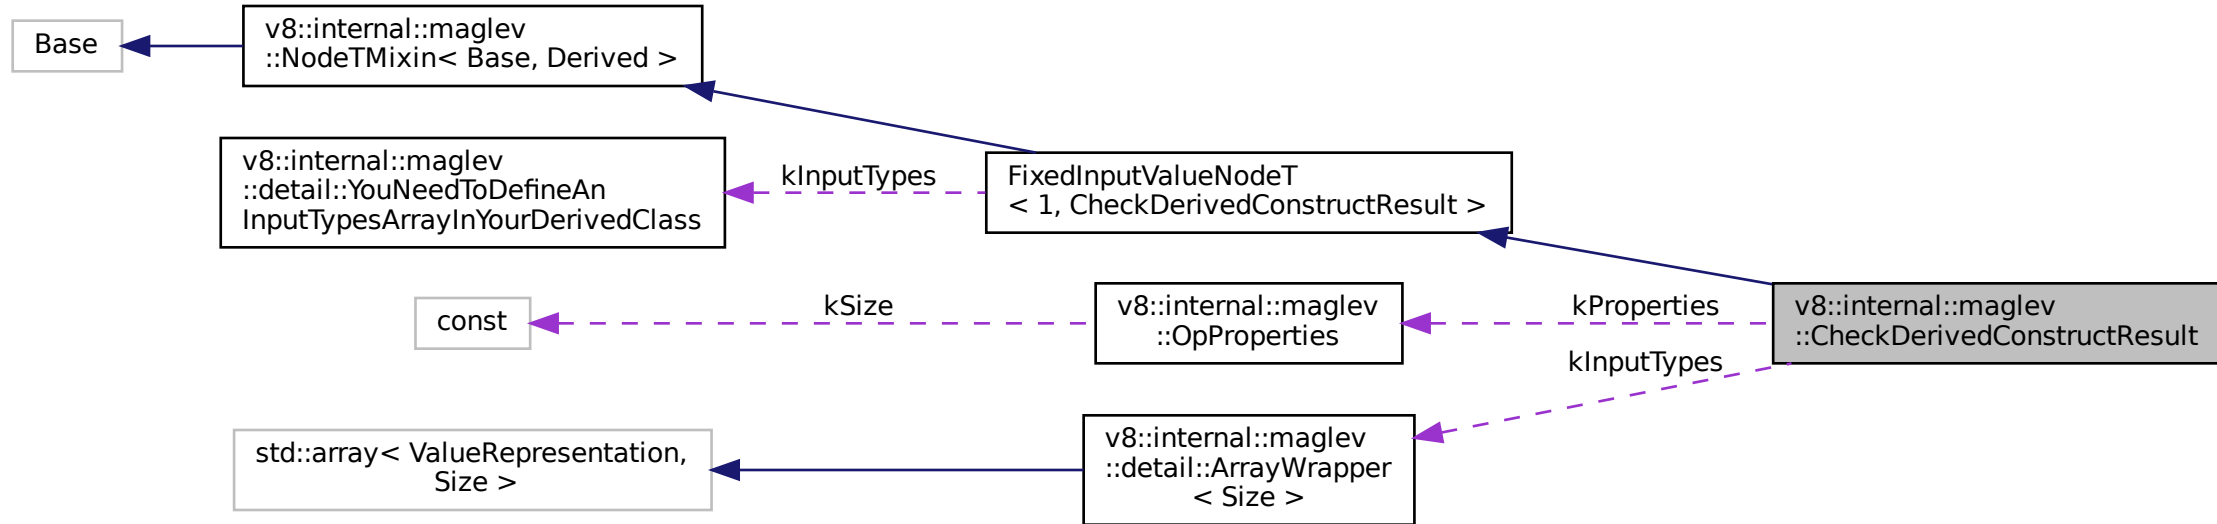 Base
v8::internal::maglev
::NodeTMixin< Base, Derived >
v8::internal::maglev
::detail::YouNeedToDefineAn
InputTypesArrayInYourDerivedClass
kInputTypes
FixedInputValueNodeT
< 1, CheckDerivedConstructResult >
const
kSize
v8::internal::maglev
::OpProperties
kProperties
v8::internal::maglev
::CheckDerivedConstructResult
kInputTypes
std::array< ValueRepresentation,
Size >
v8::internal::maglev
::detail::ArrayWrapper
< Size >